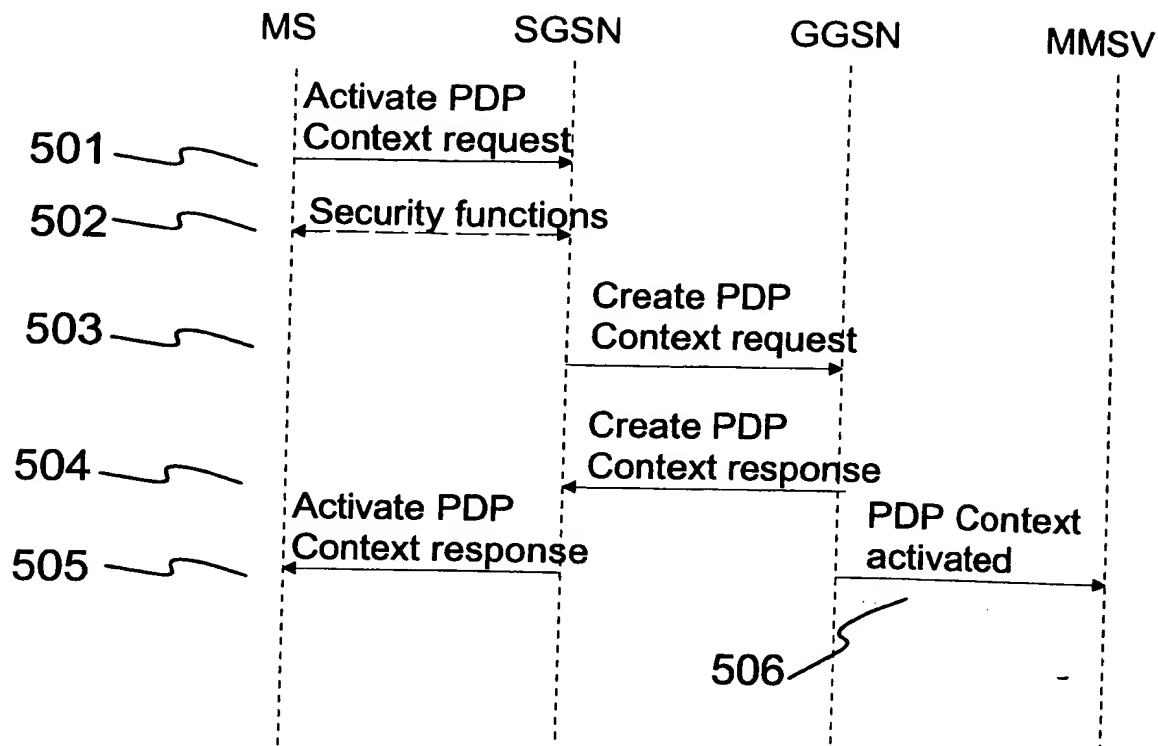 MS SGSN GGSN MMSV
Activate PDP
Context request
501
Security functions
502
Create PDP
Context request
503
Create PDP
Context response
504
Activate PDP
Context response
505
PDP Context
activated
506